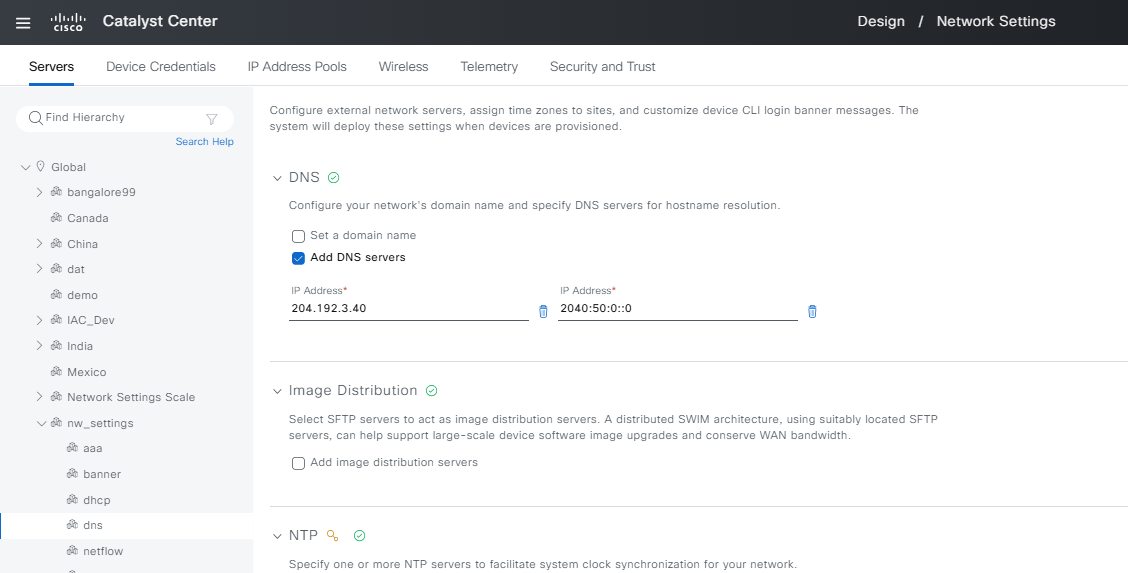 CISCO Catalyst Center
Design / Network Settings
Servers Device Credentials IP Address Pools Wireless Telemetry Security and Trust
Find Hierarchy
Search Help
Global
bangalore99
Canada
China
dat
demo
IAC_Dev
India
Mexico
Network Settings Scale
nw_settings
aaa
banner
dhcp
dns
netflow
Configure external network servers, assign time zones to sites, and customize device CLI login banner messages. The
system will deploy these settings when devices are provisioned.
DNS
Configure your network's domain name and specify DNS servers for hostname resolution.
Set a domain name
Add DNS servers
IP Address* IP Address*
204.192.3.40 2040:50:0::0
Image Distribution
Select SFTP servers to act as image distribution servers. A distributed SWIM architecture, using suitably located SFTP
servers, can help support large-scale device software image upgrades and conserve WAN bandwidth.
Add image distribution servers
NTP
Specify one or more NTP servers to facilitate system clock synchronization for your network.